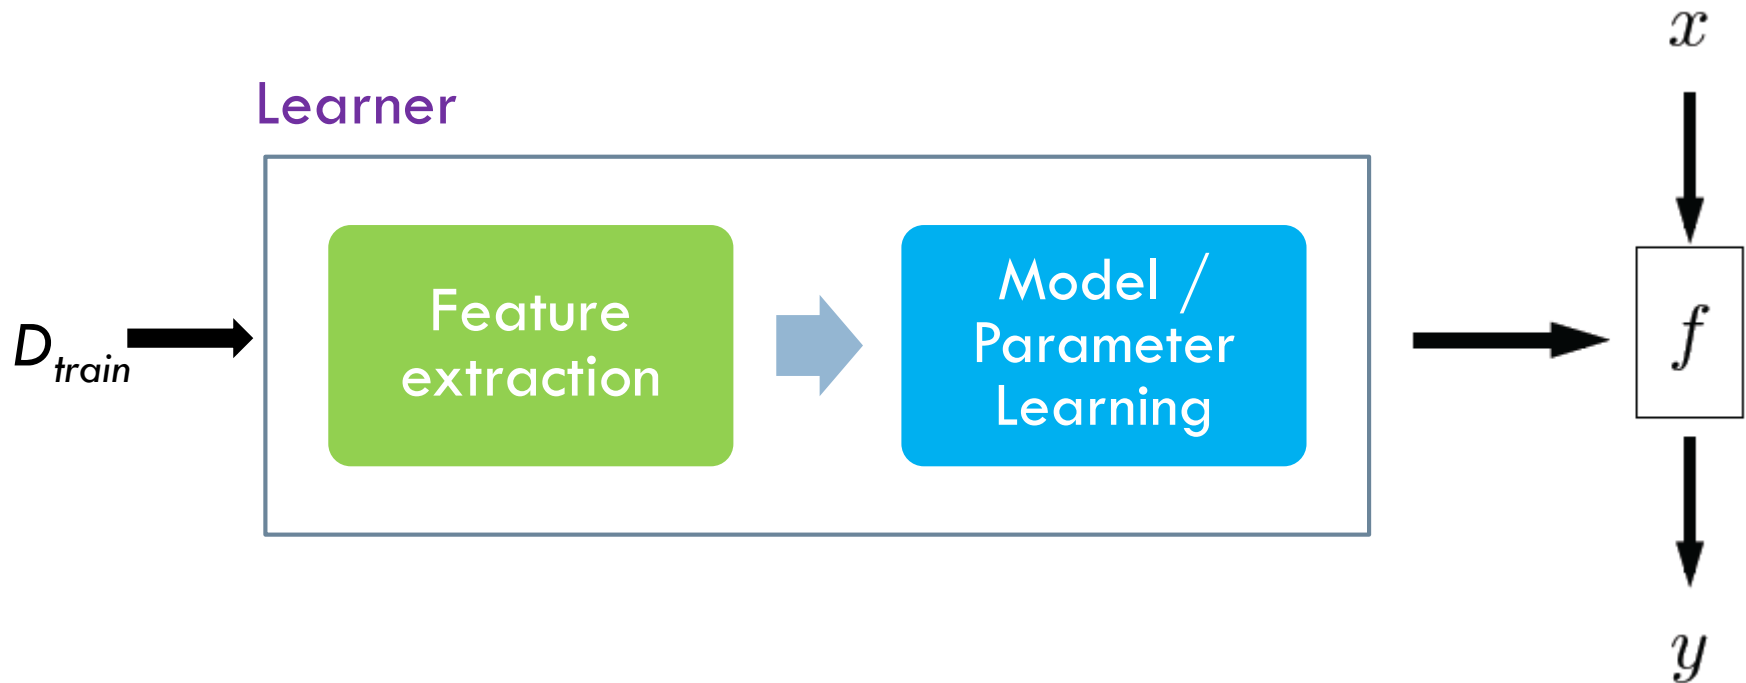 x
Learner
Feature
extraction
Model /
Parameter
Learning
D_train
f
y